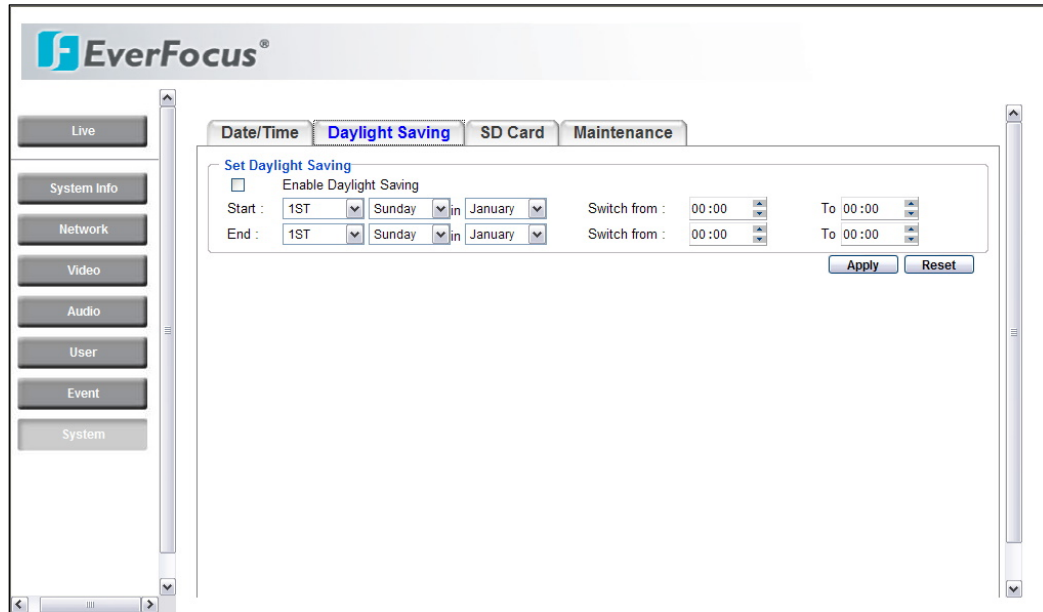 EverFocus®
Live
System Info
Network
Video
Audio
User
Event
System
Date/Time Daylight Saving SD Card Maintenance
Set Daylight Saving
Enable Daylight Saving
Start : 1ST Sunday in January Switch from : 00:00 To 00:00
End : 1ST Sunday in January Switch from : 00:00 To 00:00
Apply Reset